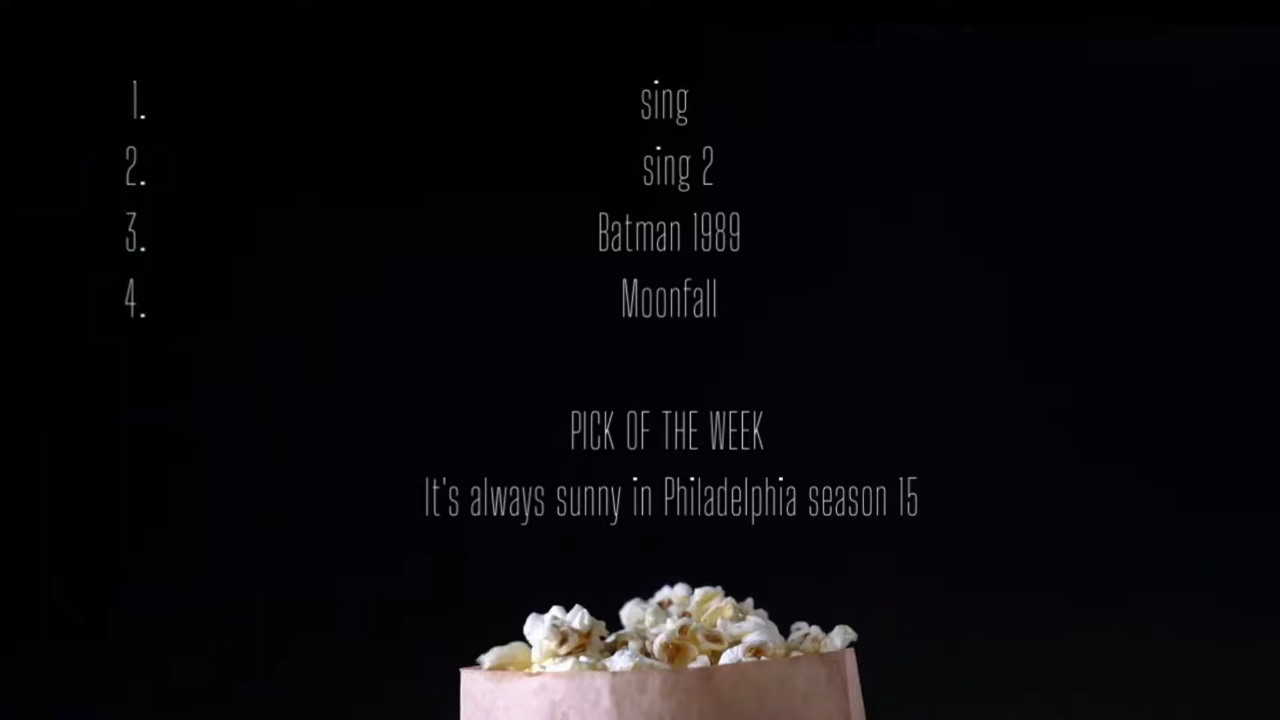 1. sing
2. sing 2
3. Batman 1989
4. Moonfall
PICK OF THE WEEK
It's always sunny in Philadelphia season 15